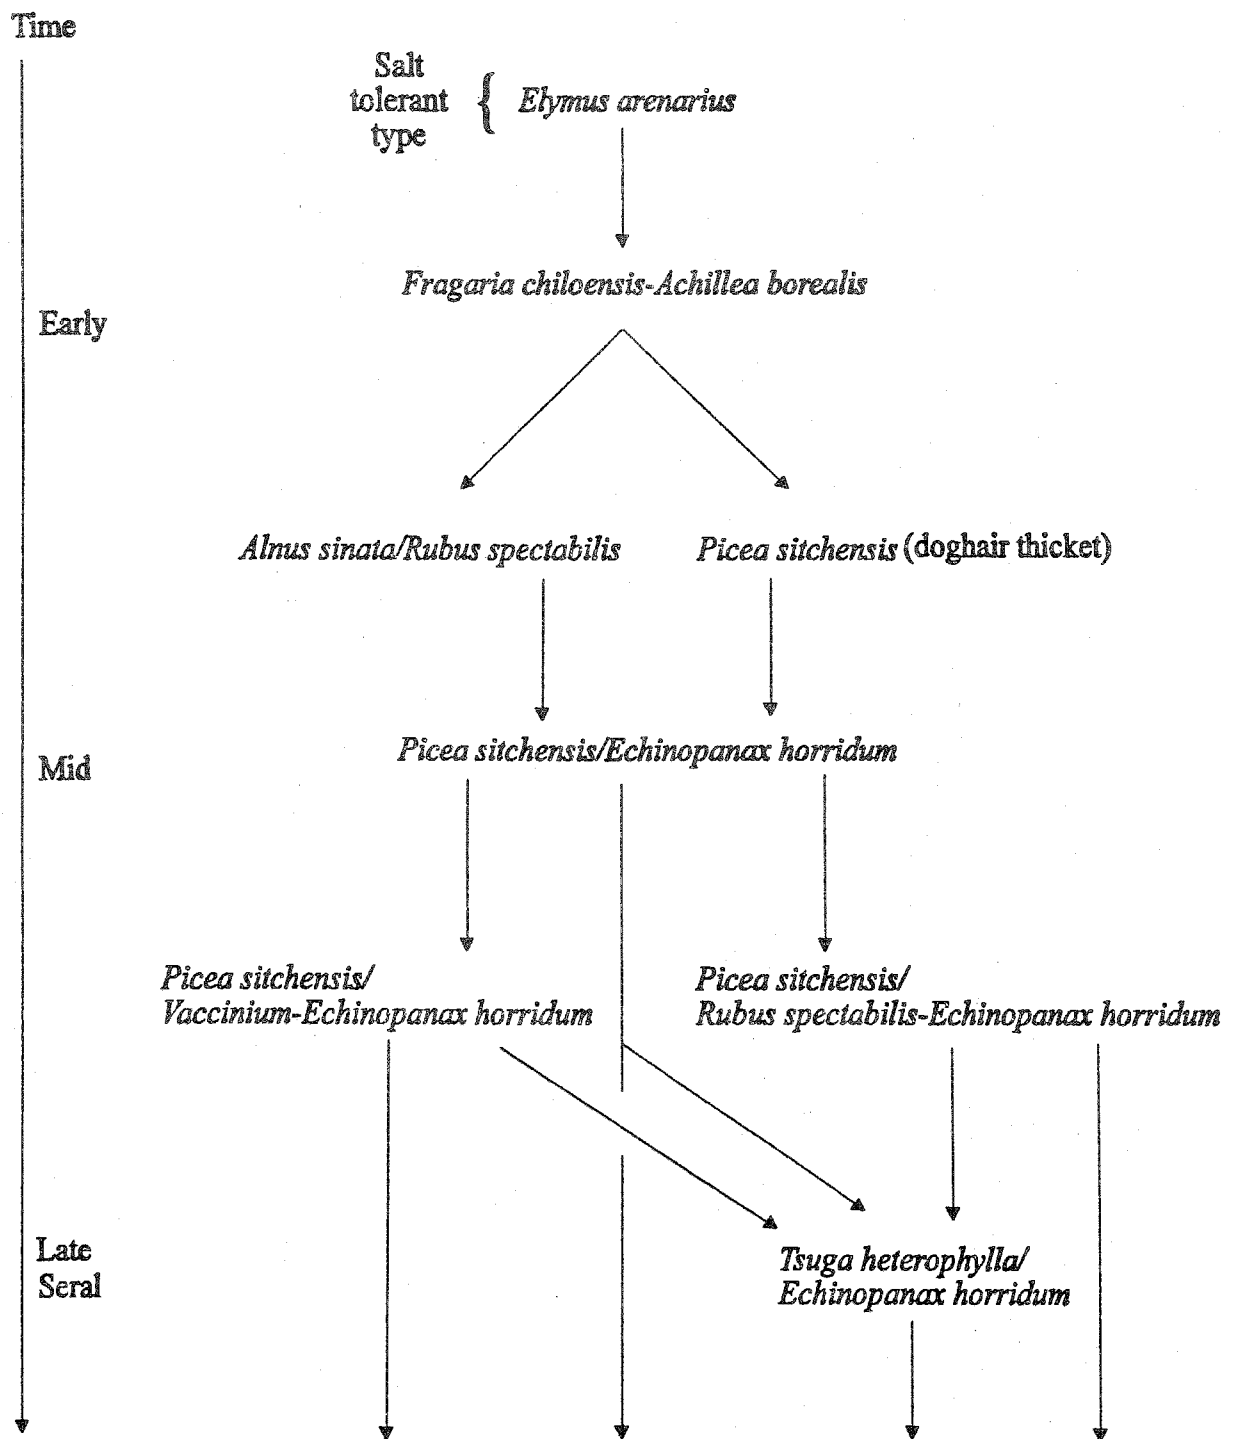 Time
Salt
tolerant
type
{ Elymus arenarius
Fragaria chiloensis-Achillea borealis
Early
Alnus sinata/Rubus spectabilis
Picea sitchensis (doghair thicket)
Picea sitchensis/Echinopanax horridum
Mid
Picea sitchensis/
Vaccinium-Echinopanax horridum
Picea sitchensis/
Rubus spectabilis-Echinopanax horridum
Late
Seral
Tsuga heterophylla/
Echinopanax horridum